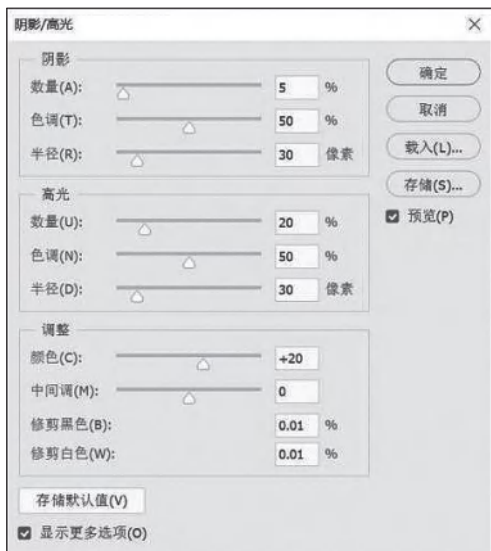 阴影/高光
阴影
数量(A): 5 %
色调(T): 50 %
半径(R): 30 像素
高光
数量(U): 20 %
色调(N): 50 %
半径(D): 30 像素
调整
颜色(C): +20
中间调(M): 0
修剪黑色(B): 0.01 %
修剪白色(W): 0.01 %
存储默认值(V)
显示更多选项(O)
确定
取消
载入(L)...
存储(S)...
预览(P)